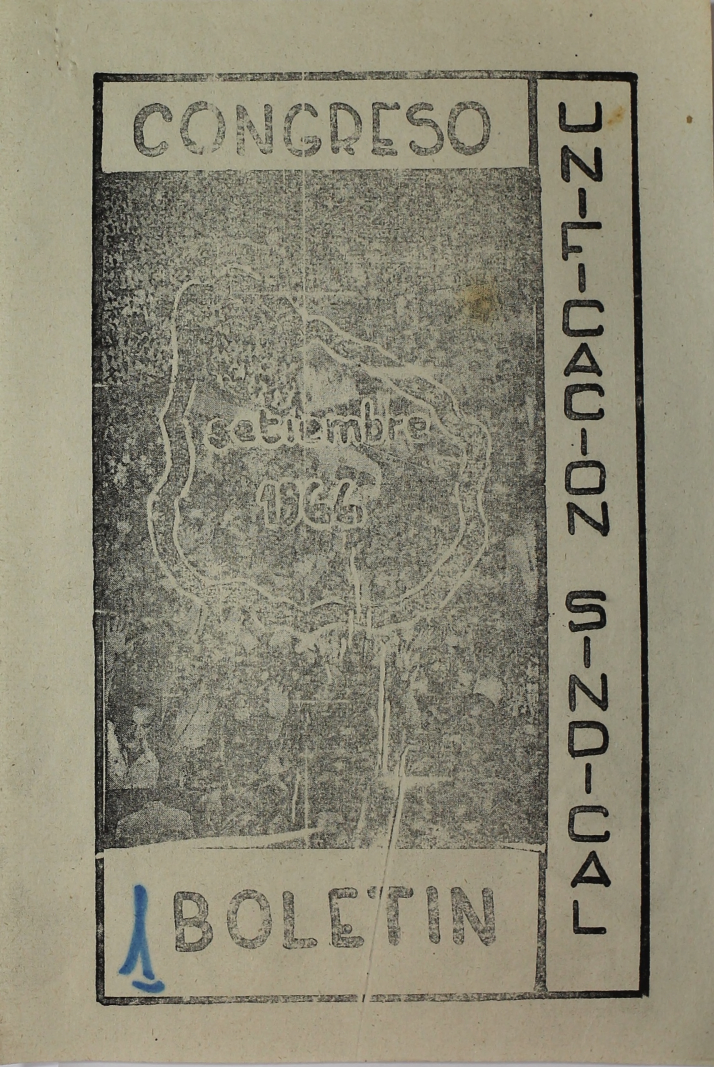 CONGRESO
UNIFICACION SINDICAL
setiembre
1966
1 BOLETIN